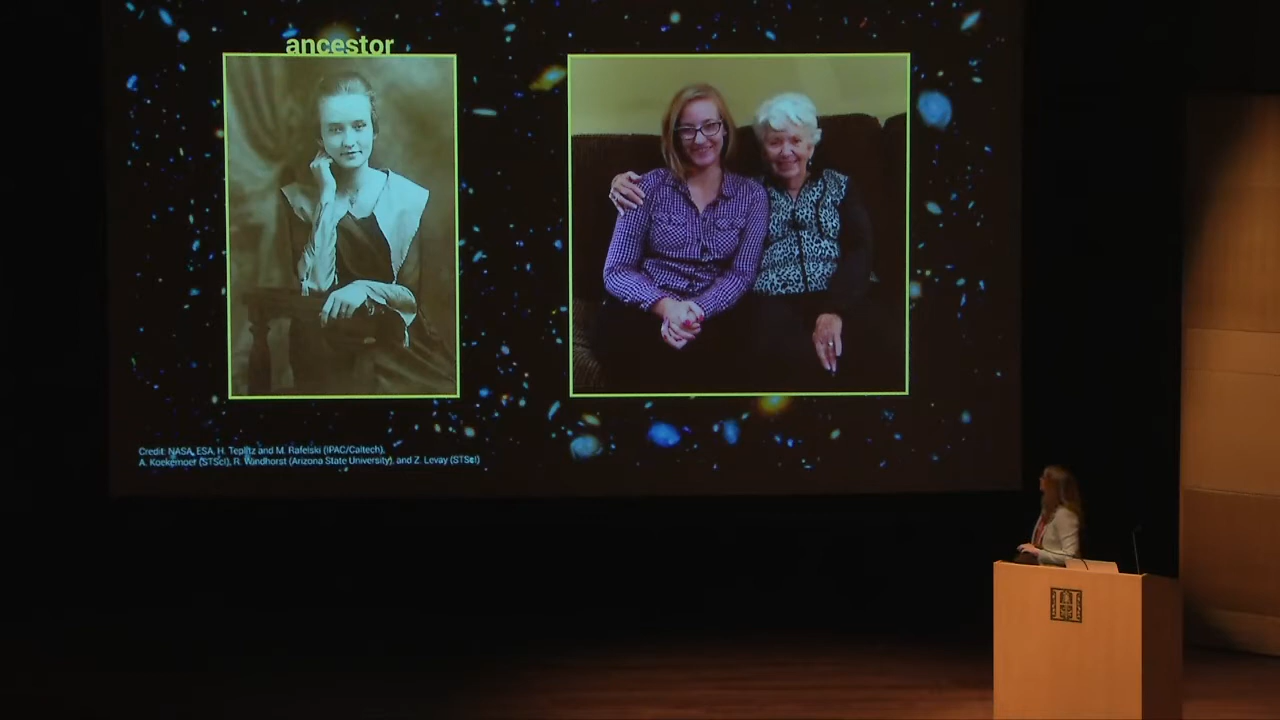 ancestor
Credit: NASA, ESA, H. Teplitz and M. Rafelski (IPAC/Caltech),
A. Koekemoer (STScI), R. Windhorst (Arizona State University), and Z. Levay (STScI)
H